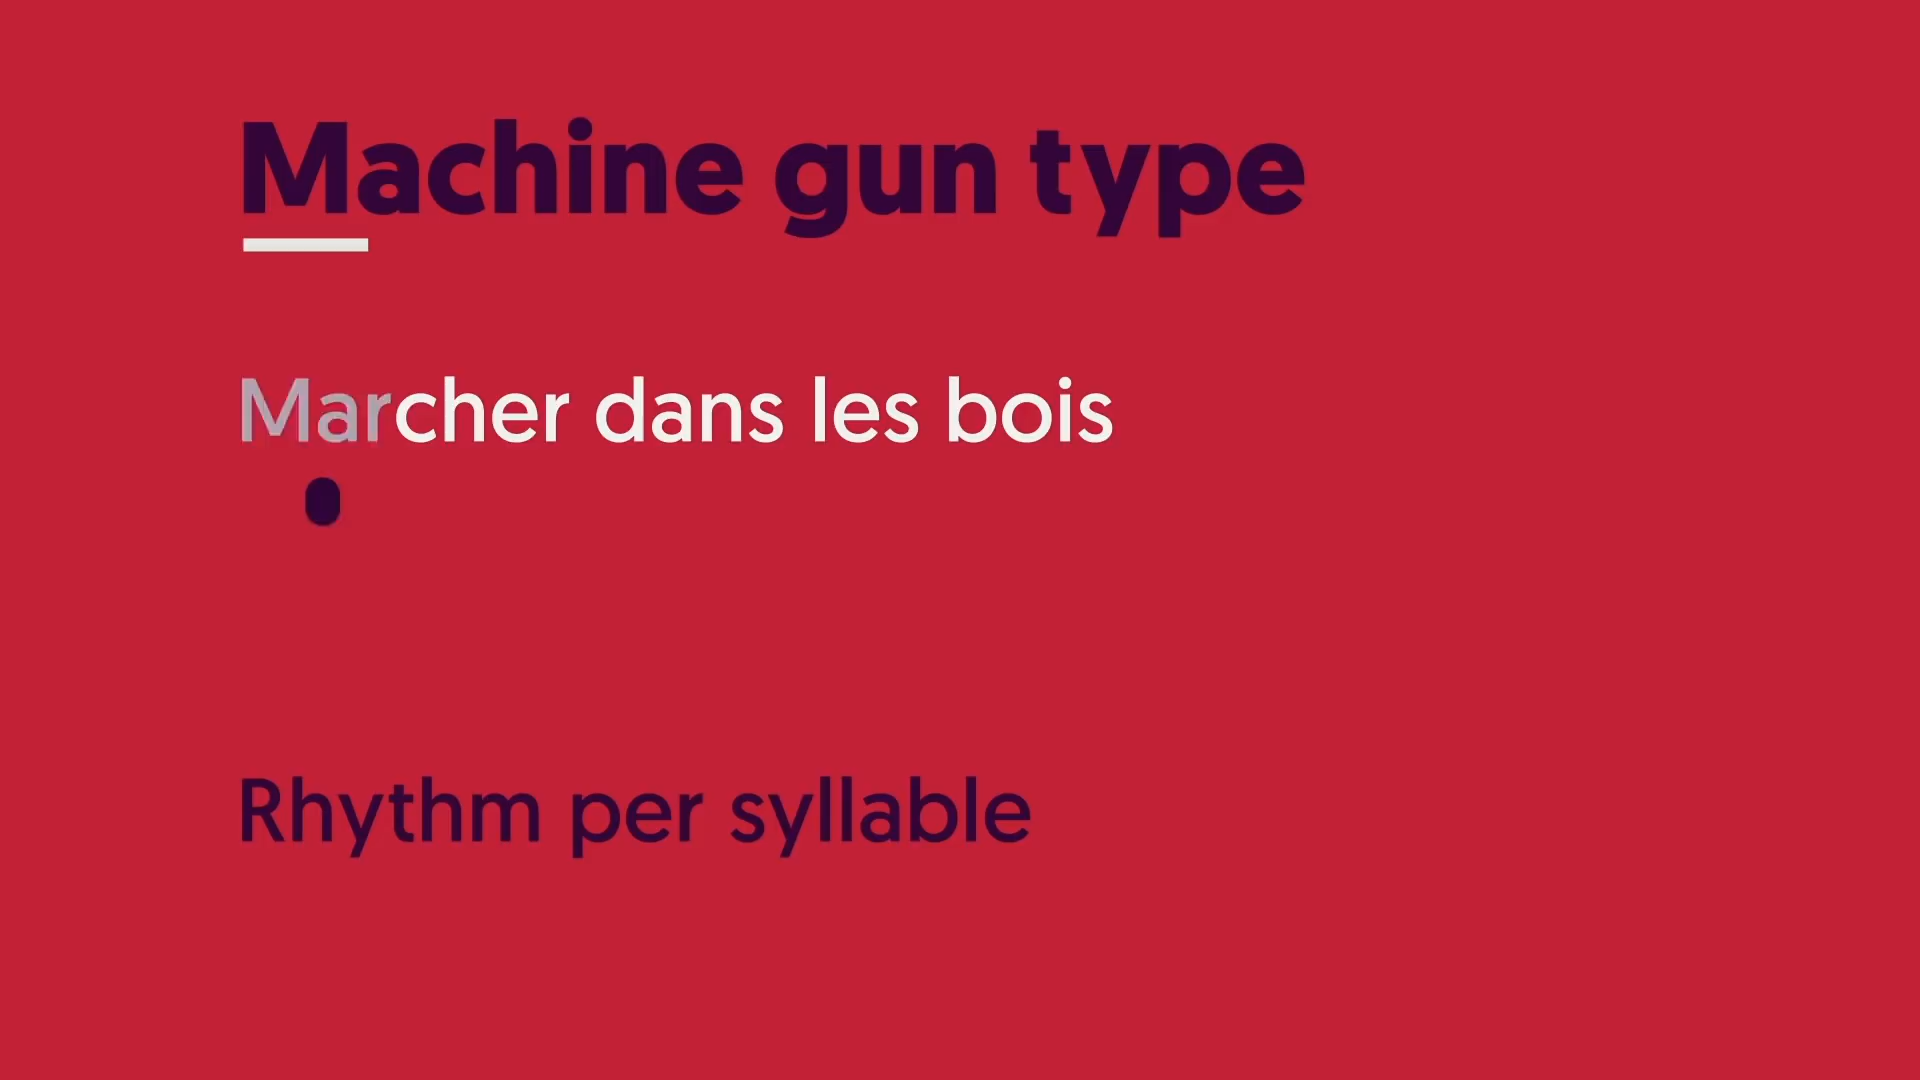 Machine gun type
Marcher dans les bois
Rhythm per syllable